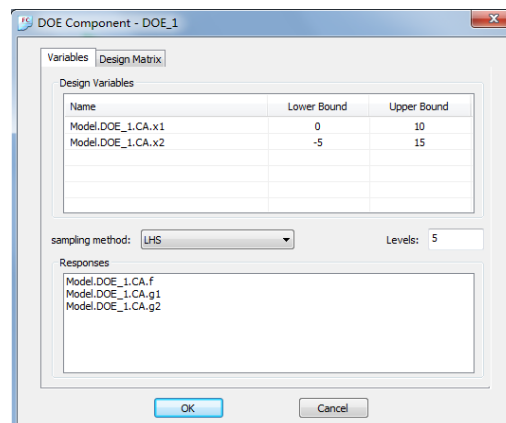 DOE Component - DOE_1
Variables Design Matrix
Design Variables
Name Lower Bound Upper Bound
Model.DOE_1.CA.x1 0 10
Model.DOE_1.CA.x2 -5 15
sampling method: LHS Levels: 5
Responses
Model.DOE_1.CA.f
Model.DOE_1.CA.g1
Model.DOE_1.CA.g2
OK Cancel